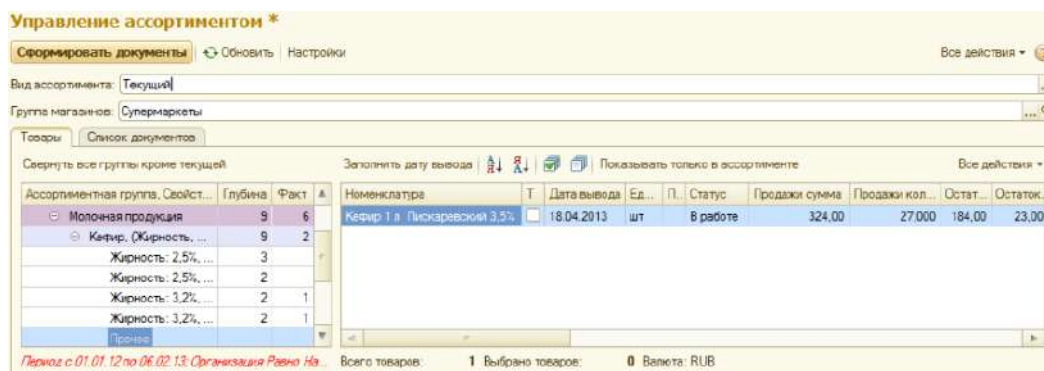 Управление ассортиментом *
Сформировать документы Обновить Настройки Все действия
Вид ассортимента: Текущий
Группа магазинов: Супермаркеты ...
Товары Список документов
Свернуть все группы кроме текущей Заполнить дату вывода Показывать только в ассортименте Все действия
Ассортиментная группа, Свойст... Глубина Факт Номенклатура Т Дата вывода Ед... П.. Статус Продажи сумма Продажи кол... Остат... Остаток.
Молочная продукция 9 6 Кефир 1 л Пискаревский 3,5% 18.04.2013 шт В работе 324,00 27,000 184,00 23,00
Кефир, (Жирность, ... 9 2
Жирность: 2,5%, ... 3
Жирность: 2,5%, ... 2
Жирность: 3,2%, ... 2 1
Жирность: 3,2%, ... 2 1
Прочее
Период с 01.01.12 по 06.02.13; Организация Равно На... Всего товаров: 1 Выбрано товаров: 0 Валюта: RUB